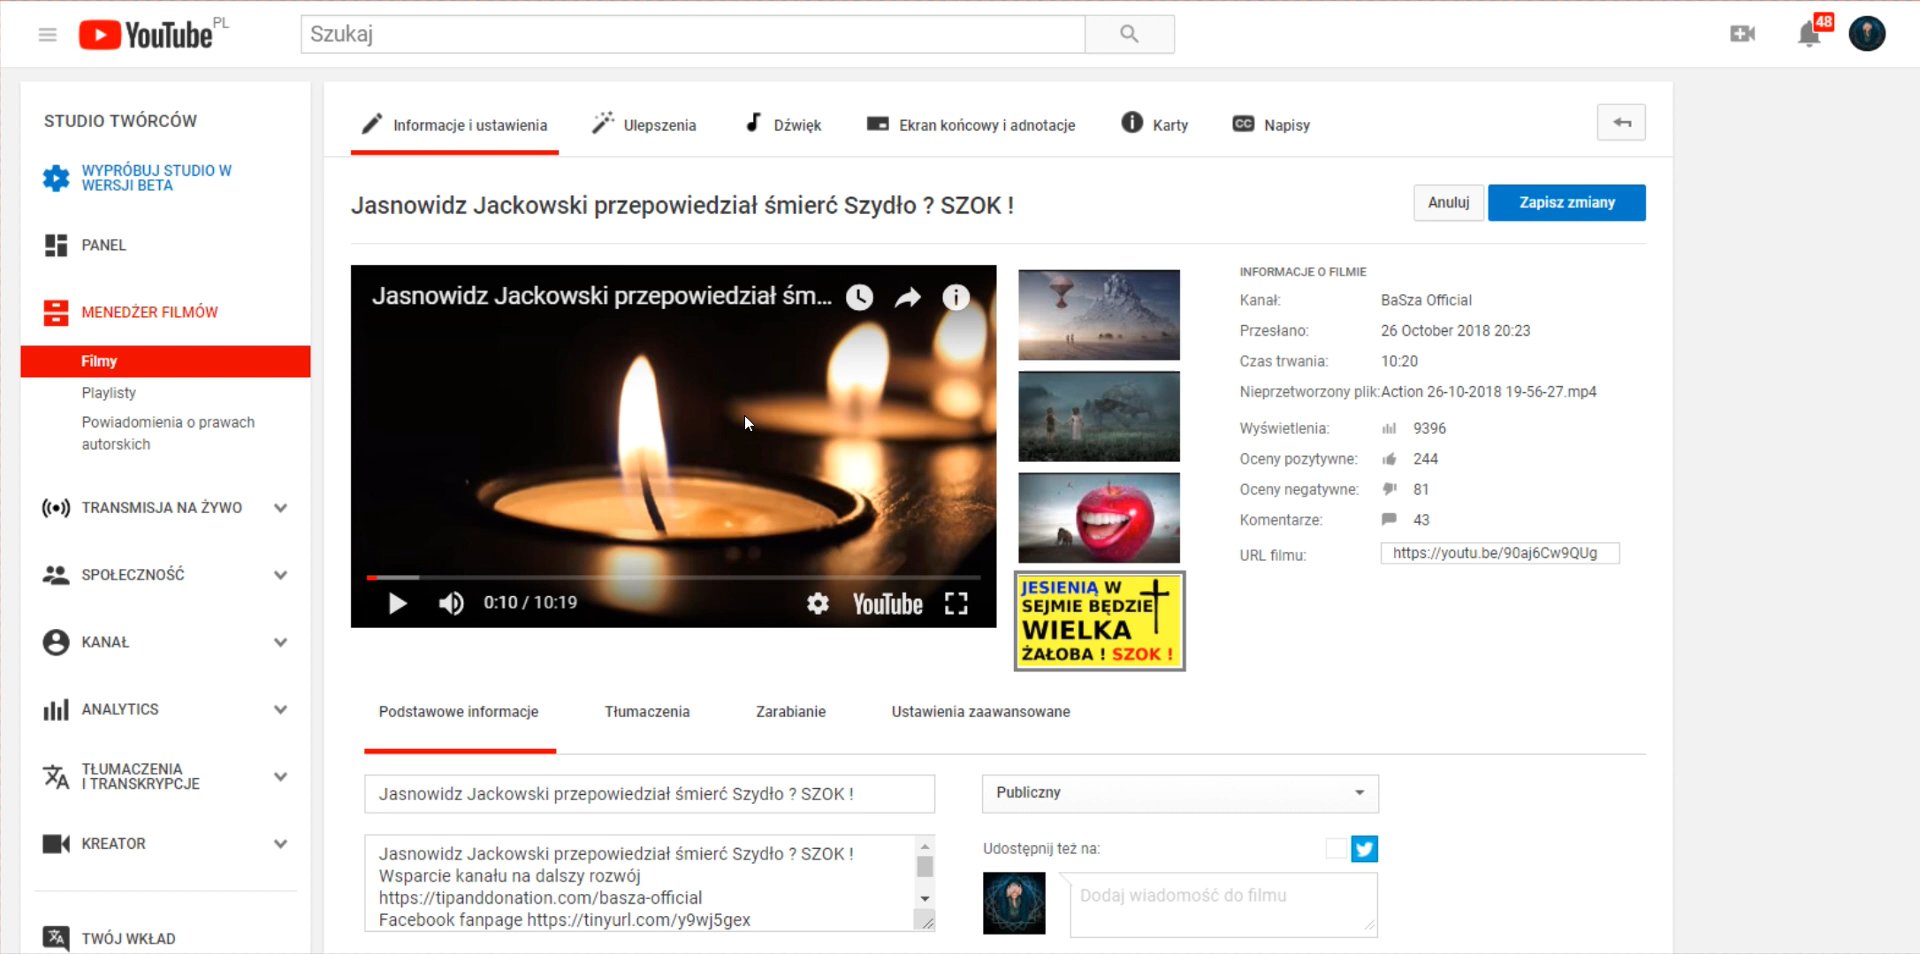 YouTube PL
Szukaj
48
STUDIO TWÓRCÓW
WYPRÓBUJ STUDIO W
WERSJI BETA
PANEL
MENEDŻER FILMÓW
Filmy
Playlisty
Powiadomienia o prawach
autorskich
TRANSMISJA NA ŻYWO
SPOŁECZNOŚĆ
KANAŁ
ANALYTICS
TŁUMACZENIA
I TRANSKRYPCJE
KREATOR
TWÓJ WKŁAD
Informacje i ustawienia
Ulepszenia
Dźwięk
Ekran końcowy i adnotacje
Karty
CC Napisy
Jasnowidz Jackowski przepowiedział śmierć Szydło ? SZOK !
Anuluj
Zapisz zmiany
Jasnowidz Jackowski przepowiedział śm...
0:10 / 10:19
YouTube
JESIENIĄ W
SEJMIE BĘDZIE
WIELKA
ŻAŁOBA ! SZOK !
INFORMACJE O FILMIE
Kanał: BaSza Official
Przesłano: 26 October 2018 20:23
Czas trwania: 10:20
Nieprzetworzony plik: Action 26-10-2018 19-56-27.mp4
Wyświetlenia: 9396
Oceny pozytywne: 244
Oceny negatywne: 81
Komentarze: 43
URL filmu: https://youtu.be/90aj6Cw9QUg
Podstawowe informacje
Tłumaczenia
Zarabianie
Ustawienia zaawansowane
Jasnowidz Jackowski przepowiedział śmierć Szydło ? SZOK !
Jasnowidz Jackowski przepowiedział śmierć Szydło ? SZOK !
Wsparcie kanału na dalszy rozwój
https://tipanddonation.com/basza-official
Facebook fanpage https://tinyurl.com/y9wj5gex
Publiczny
Udostępnij też na:
Dodaj wiadomość do filmu